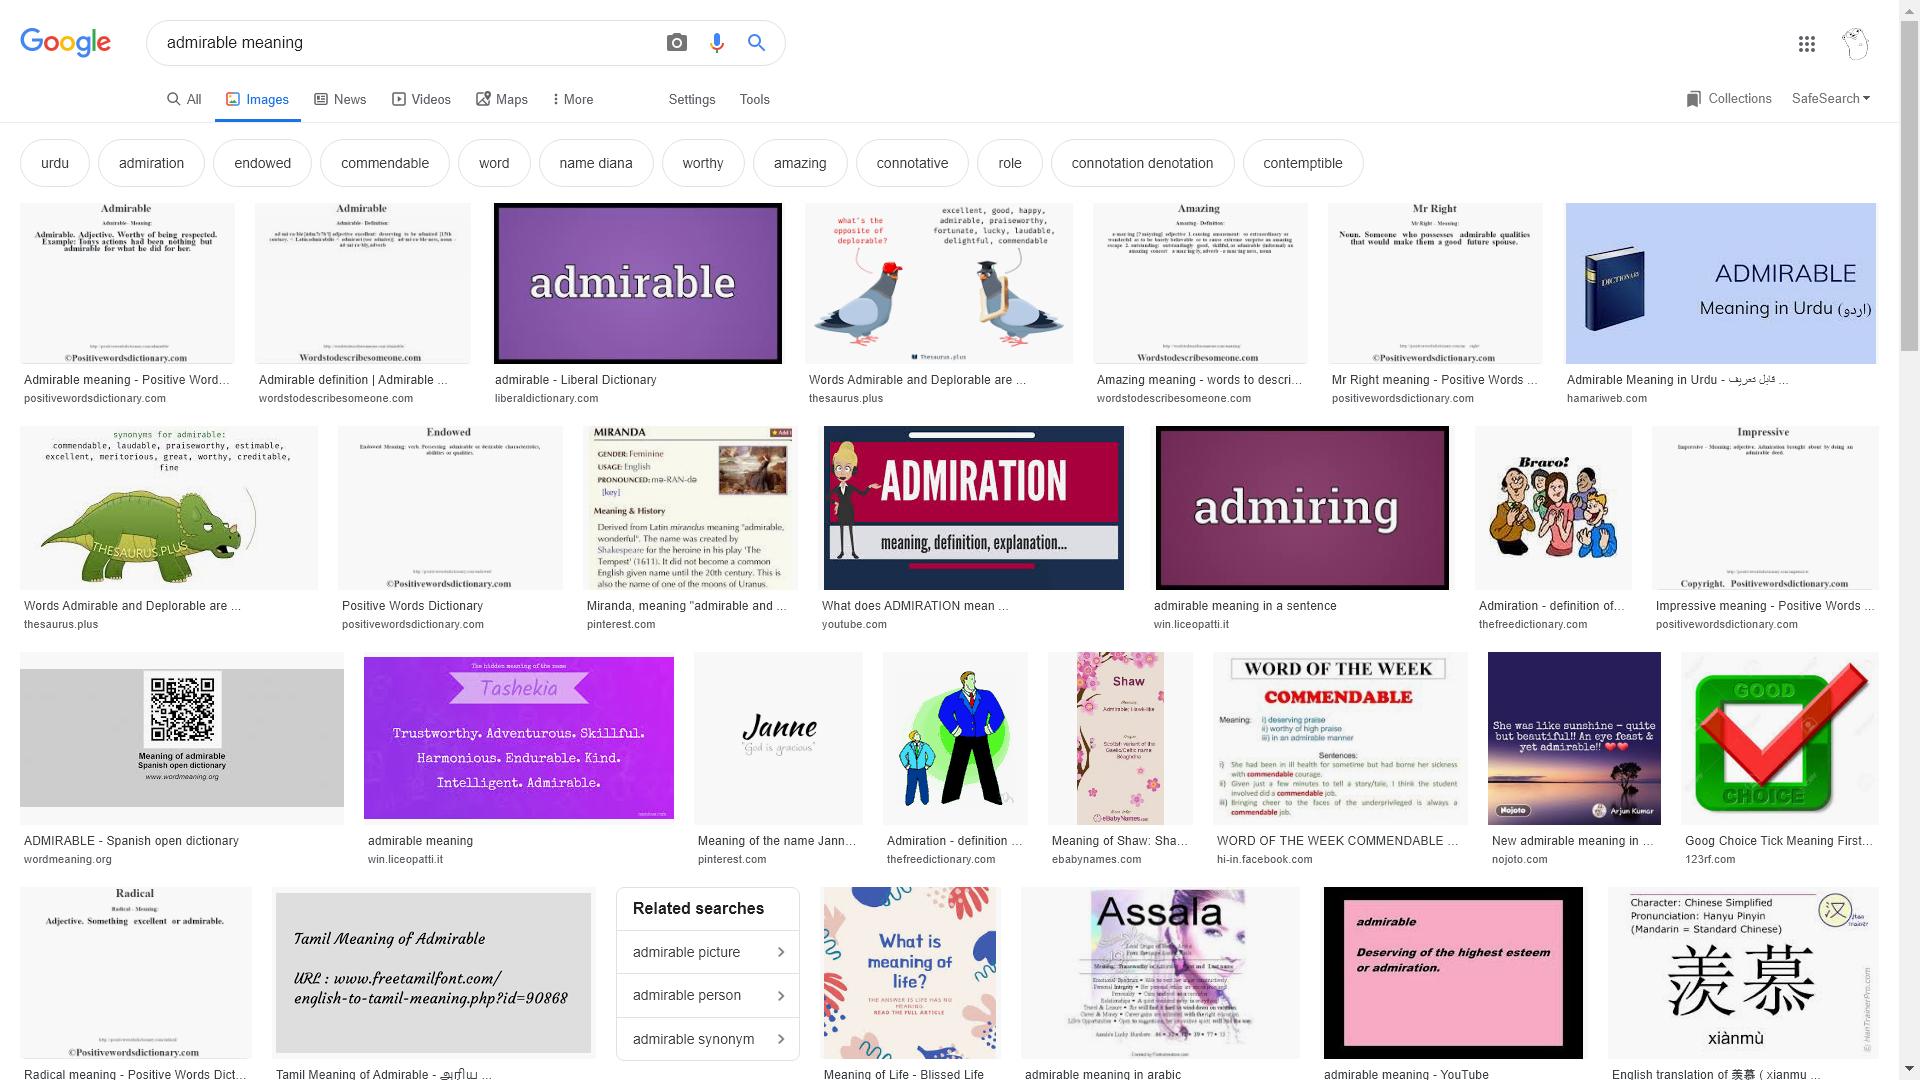 Google
admirable meaning
All
Images
News
Videos
Maps
More
Settings
Tools
Collections
SafeSearch
urdu
admiration
endowed
commendable
word
name diana
worthy
amazing
connotative
role
connotation denotation
contemptible
Admirable
Admirable - Meaning:
Admirable. Adjective. Worthy of being respected.
Example: Tonys actions had been nothing but
admirable for what he did for her.
©Positivewordsdictionary.com
Admirable meaning - Positive Word...
positivewordsdictionary.com
Admirable
Admirable - Definition:
Wordstodescribesomeone.com
Admirable definition | Admirable ...
wordstodescribesomeone.com
admirable
admirable - Liberal Dictionary
liberaldictionary.com
what's the
opposite of
deplorable?
excellent, good, happy,
admirable, praiseworthy,
fortunate, lucky, laudable,
delightful, commendable
Thesaurus.plus
Words Admirable and Deplorable are ...
thesaurus.plus
Amazing
Amazing - Definition:
Wordstodescribesomeone.com
Amazing meaning - words to descri...
wordstodescribesomeone.com
Mr Right
Mr Right - Meaning:
Noun. Someone who possesses admirable qualities
that would make them a good future spouse.
©Positivewordsdictionary.com
Mr Right meaning - Positive Words ...
positivewordsdictionary.com
DICTIONARY
ADMIRABLE
Meaning in Urdu (اردو)
Admirable Meaning in Urdu - قابل تعریف ...
hamariweb.com
synonyms for admirable:
commendable, laudable, praiseworthy, estimable,
excellent, meritorious, great, worthy, creditable,
fine
THESAURUS.PLUS
Words Admirable and Deplorable are ...
thesaurus.plus
Endowed
Endowed Meaning: verb. Possessing admirable or desirable characteristics,
abilities or qualities.
©Positivewordsdictionary.com
Positive Words Dictionary
positivewordsdictionary.com
MIRANDA
GENDER: Feminine
USAGE: English
PRONOUNCED: mə-RAN-də
[key]
Meaning & History
Derived from Latin mirandus meaning "admirable,
wonderful". The name was created by
Shakespeare for the heroine in his play 'The
Tempest' (1611). It did not become a common
English given name until the 20th century. This is
also the name of one of the moons of Uranus.
Miranda, meaning "admirable and ...
pinterest.com
ADMIRATION
meaning, definition, explanation...
What does ADMIRATION mean ...
youtube.com
admiring
admirable meaning in a sentence
win.liceopatti.it
Bravo!
Admiration - definition of...
thefreedictionary.com
Impressive
Impressive - Meaning: adjective. Admiration brought about by doing an
admirable deed.
Copyright. Positivewordsdictionary.com
Impressive meaning - Positive Words ...
positivewordsdictionary.com
Meaning of admirable
Spanish open dictionary
www.wordmeaning.org
ADMIRABLE - Spanish open dictionary
wordmeaning.org
The hidden meaning of the name
Tashekia
Trustworthy. Adventurous. Skillful.
Harmonious. Endurable. Kind.
Intelligent. Admirable.
admirable meaning
win.liceopatti.it
Janne
"God is gracious"
Meaning of the name Jann...
pinterest.com
Admiration - definition ...
thefreedictionary.com
Shaw
Meaning:
Admirable; Hawk-like
Origin:
Scottish variant of the
Gaelic/Celtic name
Seaghdha
eBabyNames.com
Meaning of Shaw: Sha...
ebabynames.com
WORD OF THE WEEK
COMMENDABLE
Meaning: i) deserving praise
ii) worthy of high praise
iii) in an admirable manner
Sentences:
i) She had been in ill health for sometime but had borne her sickness
with commendable courage.
ii) Given just a few minutes to tell a story/tale, I think the student
involved did a commendable job.
iii) Bringing cheer to the faces of the underprivileged is always a
commendable job.
WORD OF THE WEEK COMMENDABLE ...
hi-in.facebook.com
She was like sunshine - quite
but beautiful!! An eye feast &
yet admirable!!
Nojoto
Arjun Kumar
New admirable meaning in ...
nojoto.com
GOOD
CHOICE
Goog Choice Tick Meaning First...
123rf.com
Radical
Radical - Meaning:
Adjective. Something excellent or admirable.
©Positivewordsdictionary.com
Radical meaning - Positive Words Dict...
Tamil Meaning of Admirable
URL : www.freetamilfont.com/
english-to-tamil-meaning.php?id=90868
Tamil Meaning of Admirable - அரிய ...
Related searches
admirable picture
admirable person
admirable synonym
What is
meaning of
life?
THE ANSWER IS LIFE HAS NO
MEANING
READ THE FULL ARTICLE
Meaning of Life - Blissed Life
Assala
admirable meaning in arabic
admirable
Deserving of the highest esteem
or admiration.
admirable meaning - YouTube
Character: Chinese Simplified
Pronunciation: Hanyu Pinyin
(Mandarin = Standard Chinese)
汉
羡慕
xiànmù
© HanTrainerPro.com
English translation of 羡慕 ( xianmu ...